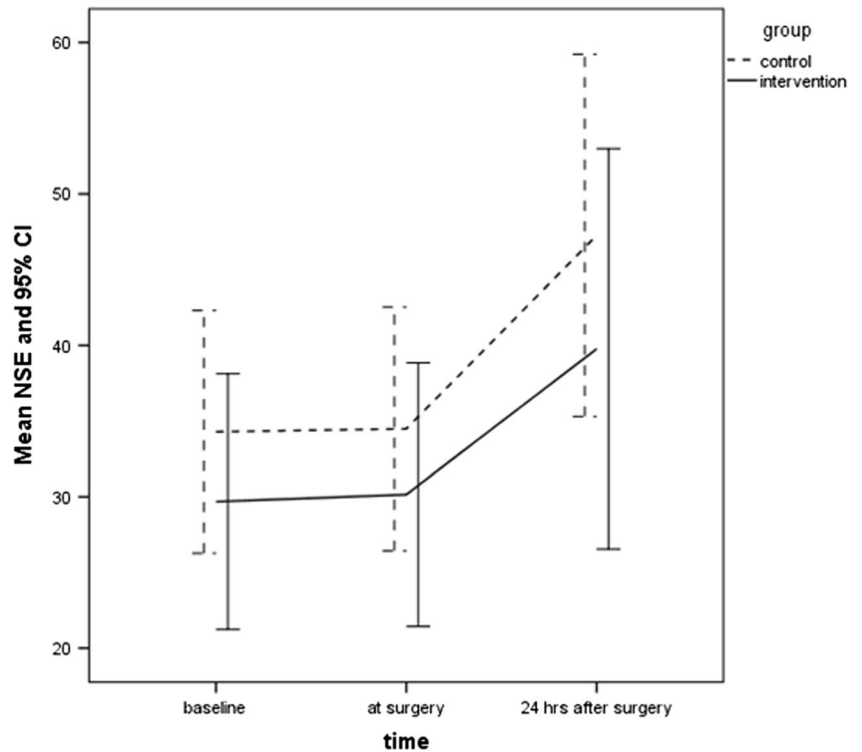 group
control
intervention
60
50
40
30
20
Mean NSE and 95% CI
baseline
at surgery
24 hrs after surgery
time